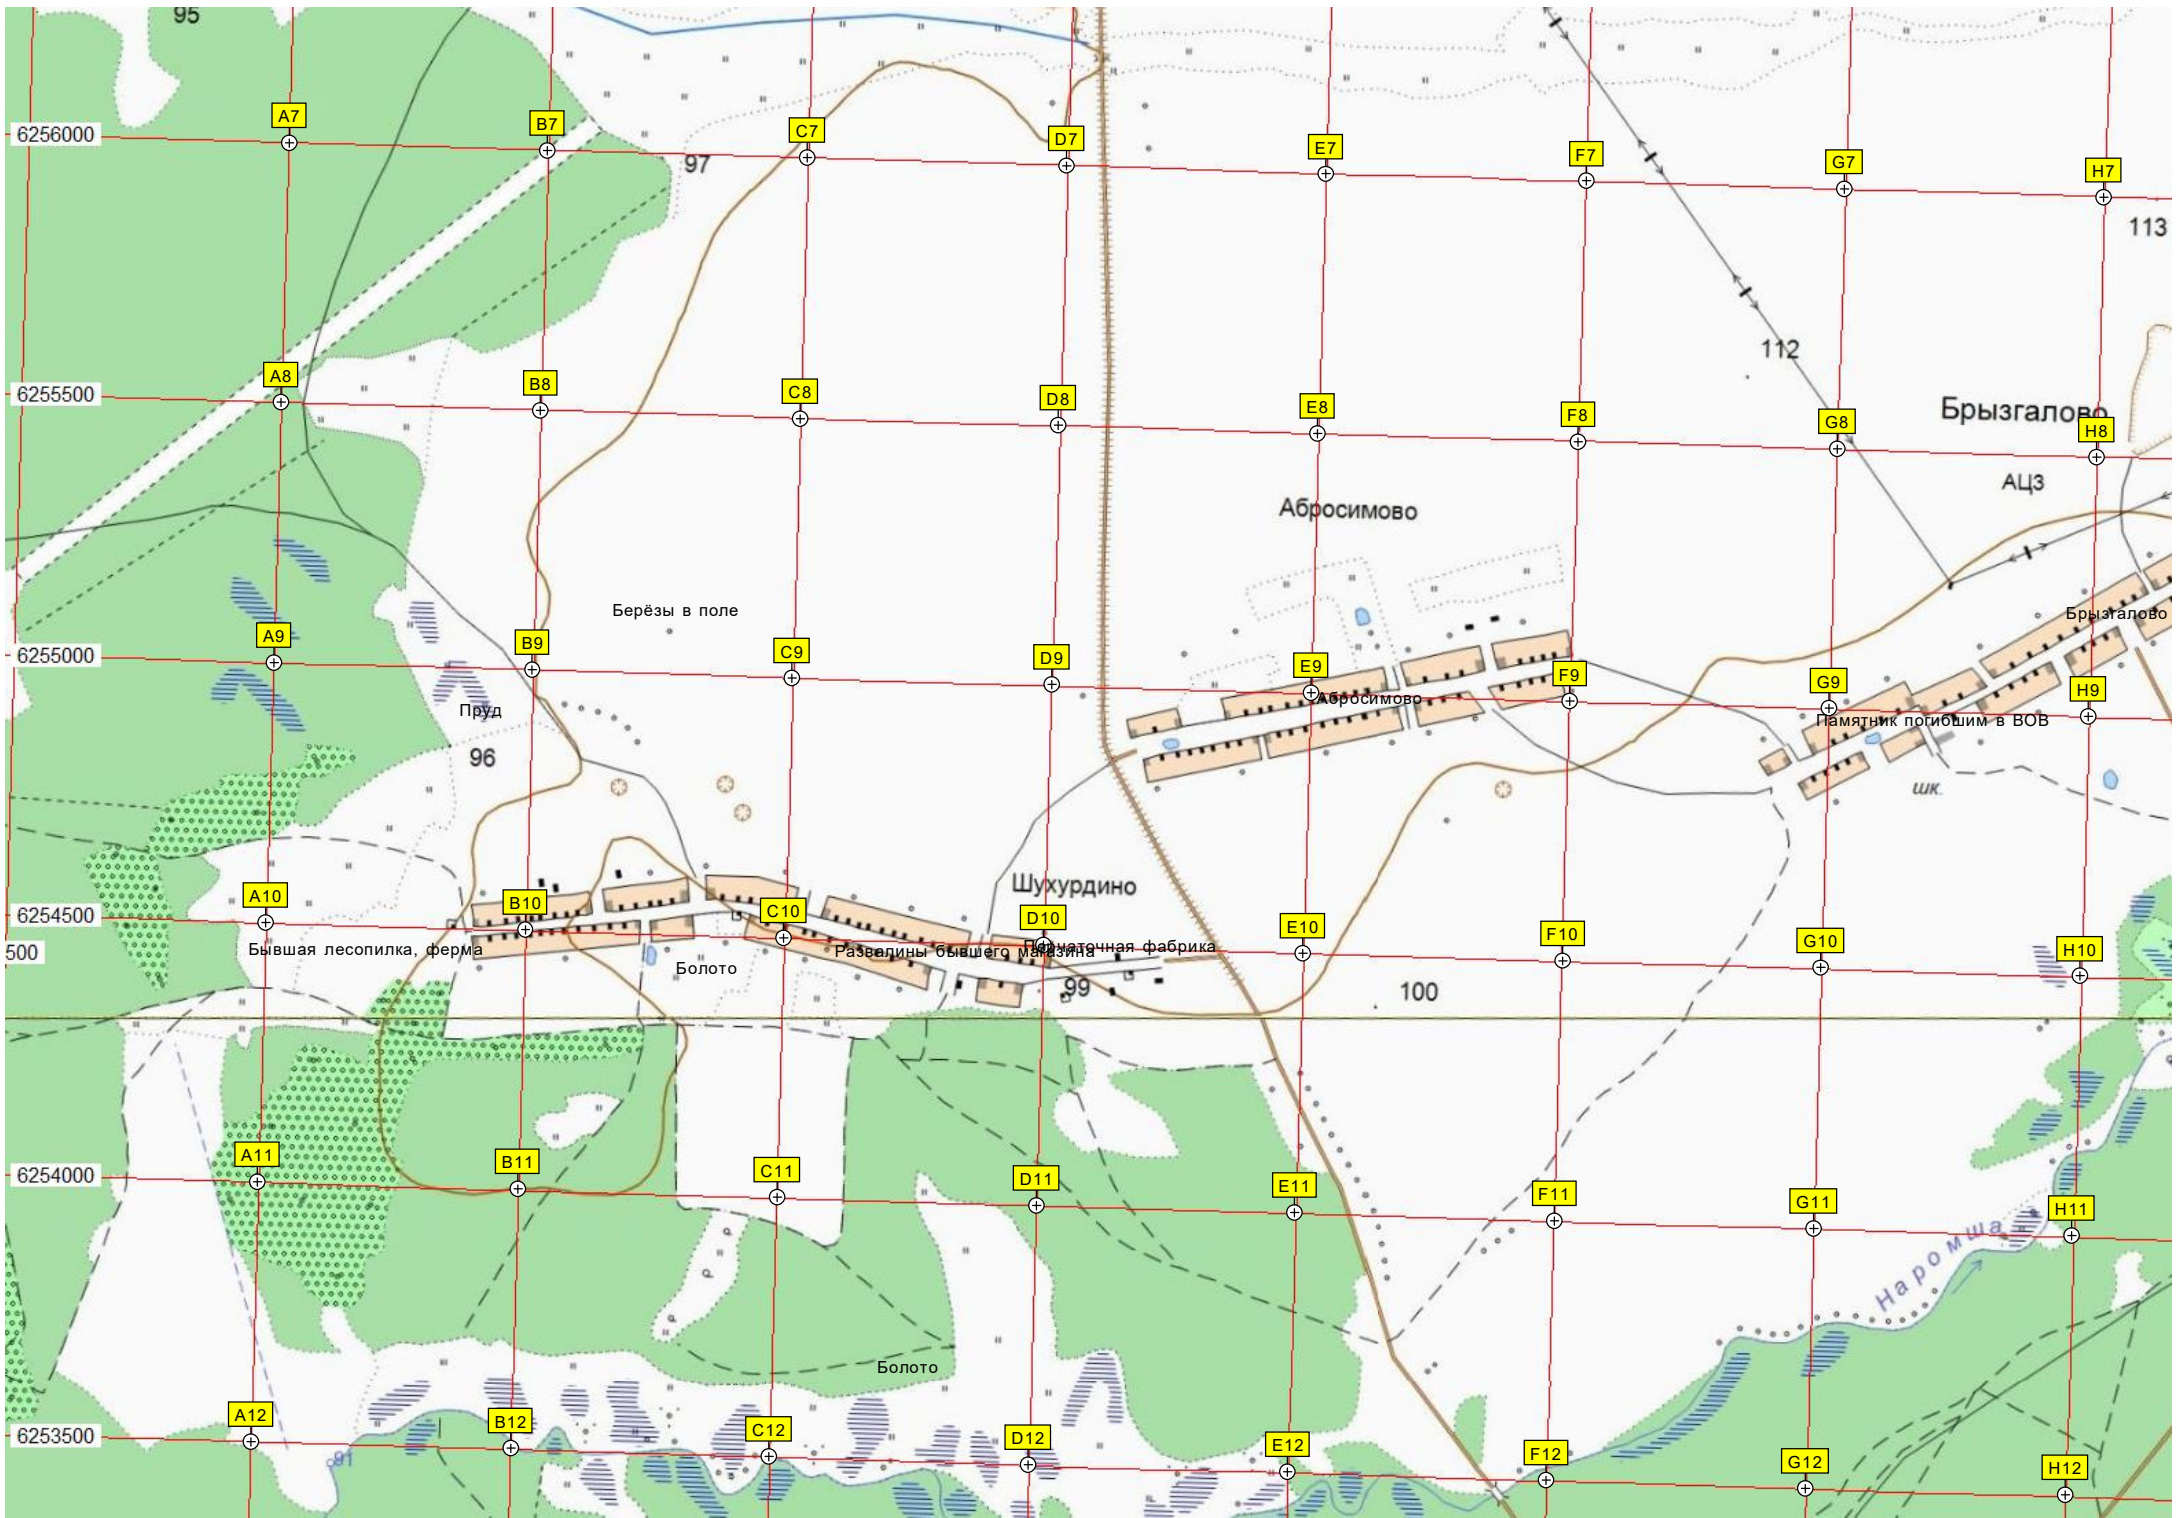 95
A7
B7
C7
D7
E7
F7
G7
H7
6256000
97
113
112
A8
B8
C8
D8
E8
F8
G8
H8
6255500
Брызгалово
АЦЗ
Абросимово
Берёзы в поле
Брызгалово
A9
B9
C9
D9
E9
F9
G9
H9
6255000
Абросимово
Пруд
Памятник погибшим в ВОВ
96
шк.
Шухурдино
A10
B10
C10
D10
E10
F10
G10
H10
6254500
500
Бывшая лесопилка, ферма
Развалины бывшего магазина
Перчаточная фабрика
Болото
99
100
A11
B11
C11
D11
E11
F11
G11
H11
6254000
Наромша
Болото
A12
B12
C12
D12
E12
F12
G12
H12
6253500
91